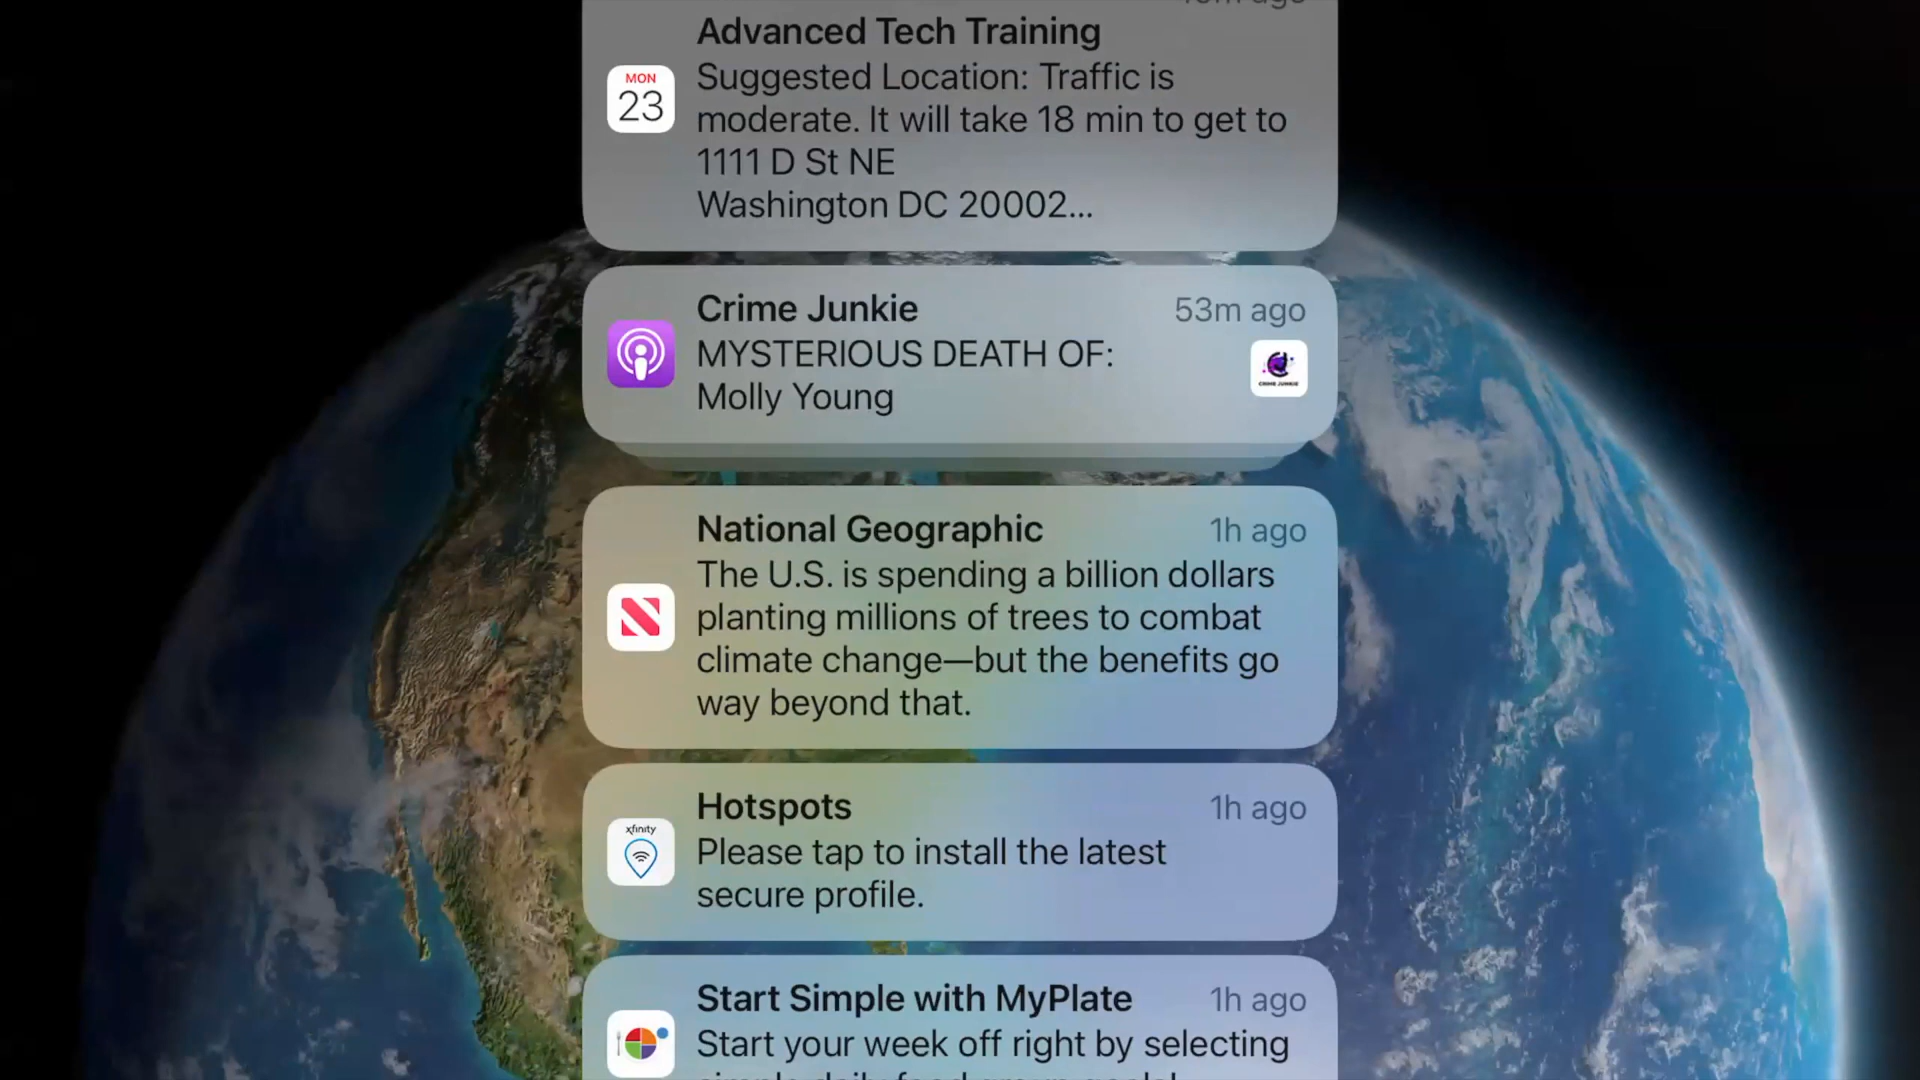 Advanced Tech Training
MON
23
Suggested Location: Traffic is
moderate. It will take 18 min to get to
1111 D St NE
Washington DC 20002...
Crime Junkie
53m ago
MYSTERIOUS DEATH OF:
Molly Young
CRIME JUNKIE
National Geographic
1h ago
The U.S. is spending a billion dollars
planting millions of trees to combat
climate change—but the benefits go
way beyond that.
Hotspots
1h ago
xfinity
Please tap to install the latest
secure profile.
Start Simple with MyPlate
1h ago
Start your week off right by selecting